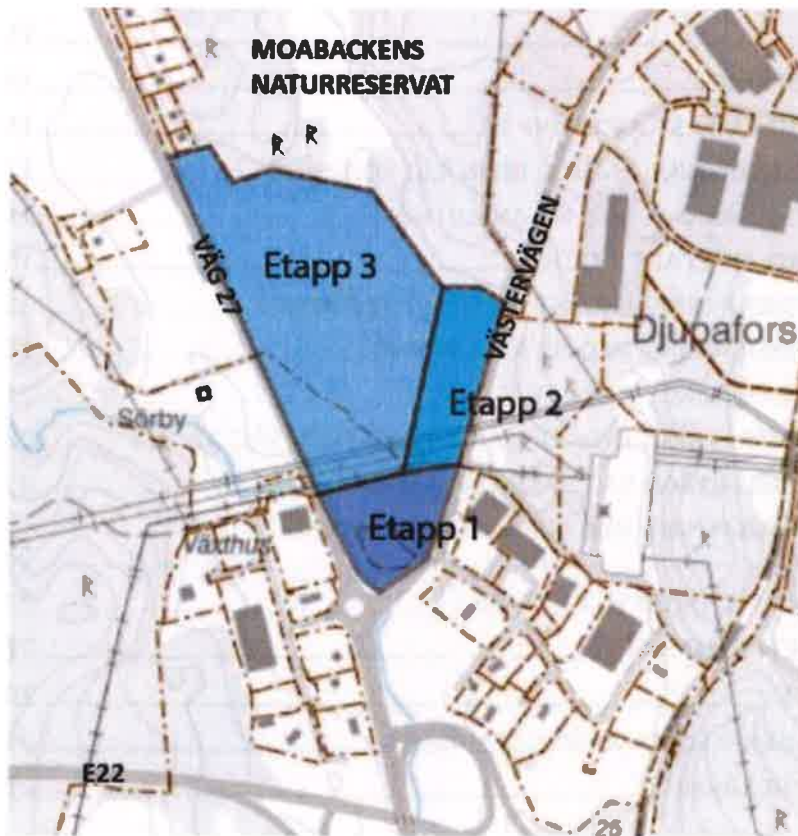 R
MOABACKENS
NATURRESERVAT
R R
Etapp 3
VÄG 27
VÄSTERVÄGEN
Djupafors
Etapp 2
Sörby
Etapp 1
Växthus
R
R
E22
26
R